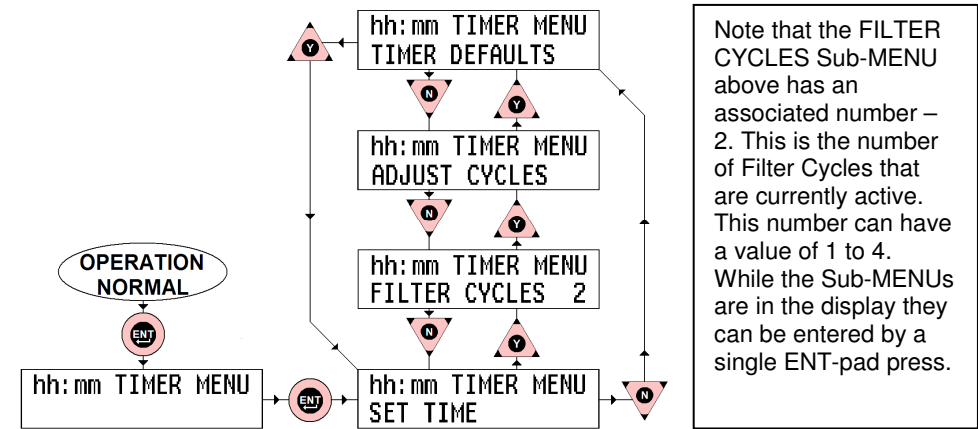 hh:mm TIMER MENU
TIMER DEFAULTS
Y
N
Y
hh:mm TIMER MENU
ADJUST CYCLES
N
Y
hh:mm TIMER MENU
FILTER CYCLES 2
N
Y
OPERATION
NORMAL
ENT
hh:mm TIMER MENU
ENT
hh:mm TIMER MENU
SET TIME
N
Note that the FILTER
CYCLES Sub-MENU
above has an
associated number –
2. This is the number
of Filter Cycles that
are currently active.
This number can have
a value of 1 to 4.
While the Sub-MENUs
are in the display they
can be entered by a
single ENT-pad press.